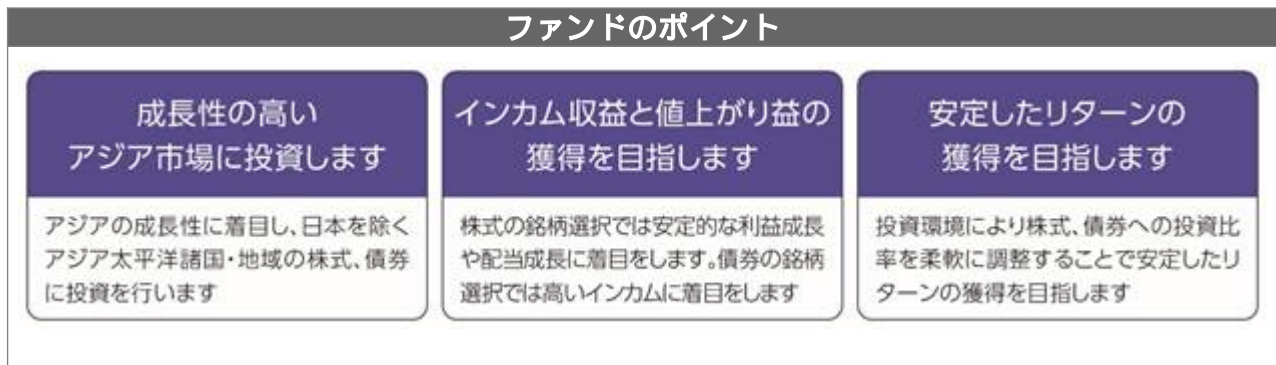 ファンドのポイント
成長性の高い
アジア市場に投資します
アジアの成長性に着目し、日本を除く
アジア太平洋諸国・地域の株式、債券
に投資を行います
インカム収益と値上がり益の
獲得を目指します
株式の銘柄選択では安定的な利益成長
や配当成長に着目をします。債券の銘柄
選択では高いインカムに着目をします
安定したリターンの
獲得を目指します
投資環境により株式、債券への投資比
率を柔軟に調整することで安定したリ
ターンの獲得を目指します